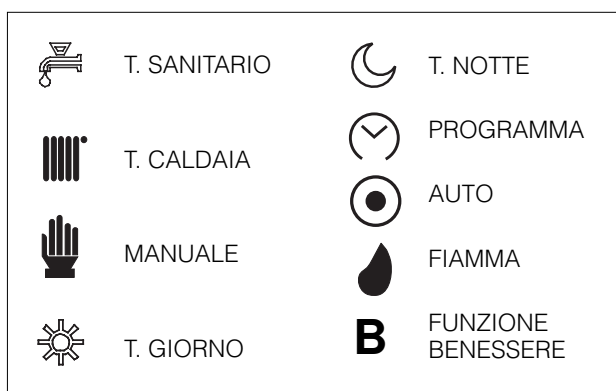 T. SANITARIO
T. CALDAIA
MANUALE
T. GIORNO
T. NOTTE
PROGRAMMA
AUTO
FIAMMA
B FUNZIONE
BENESSERE